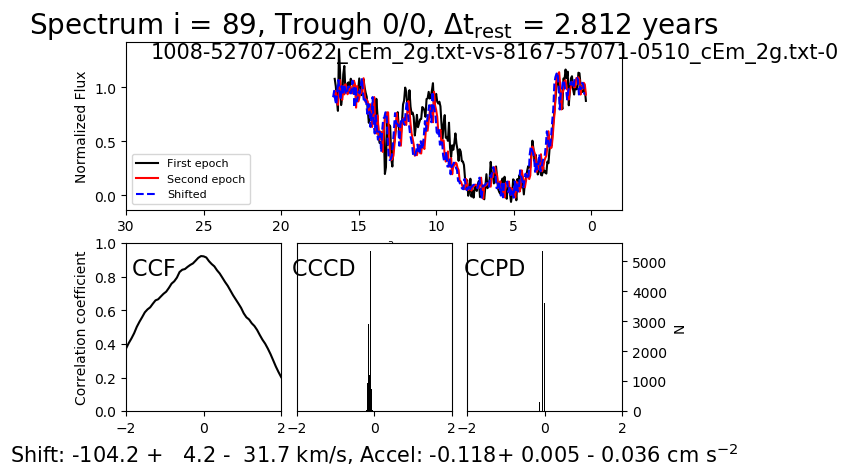 Spectrum i = 89, Trough 0/0, Δt_rest = 2.812 years
1008-52707-0622_cEm_2g.txt-vs-8167-57071-0510_cEm_2g.txt-0
Normalized Flux
1.0
0.5
0.0
First epoch
Second epoch
Shifted
30 25 20 15 10 5 0
Correlation coefficient
1.0
0.8
0.6
0.4
0.2
0.0
CCF
−2 0 2
CCCD
−2 0 2
CCPD
−2 0 2
5000
4000
3000
2000
1000
0
N
Shift: -104.2 + 4.2 - 31.7 km/s, Accel: -0.118+ 0.005 - 0.036 cm s⁻²